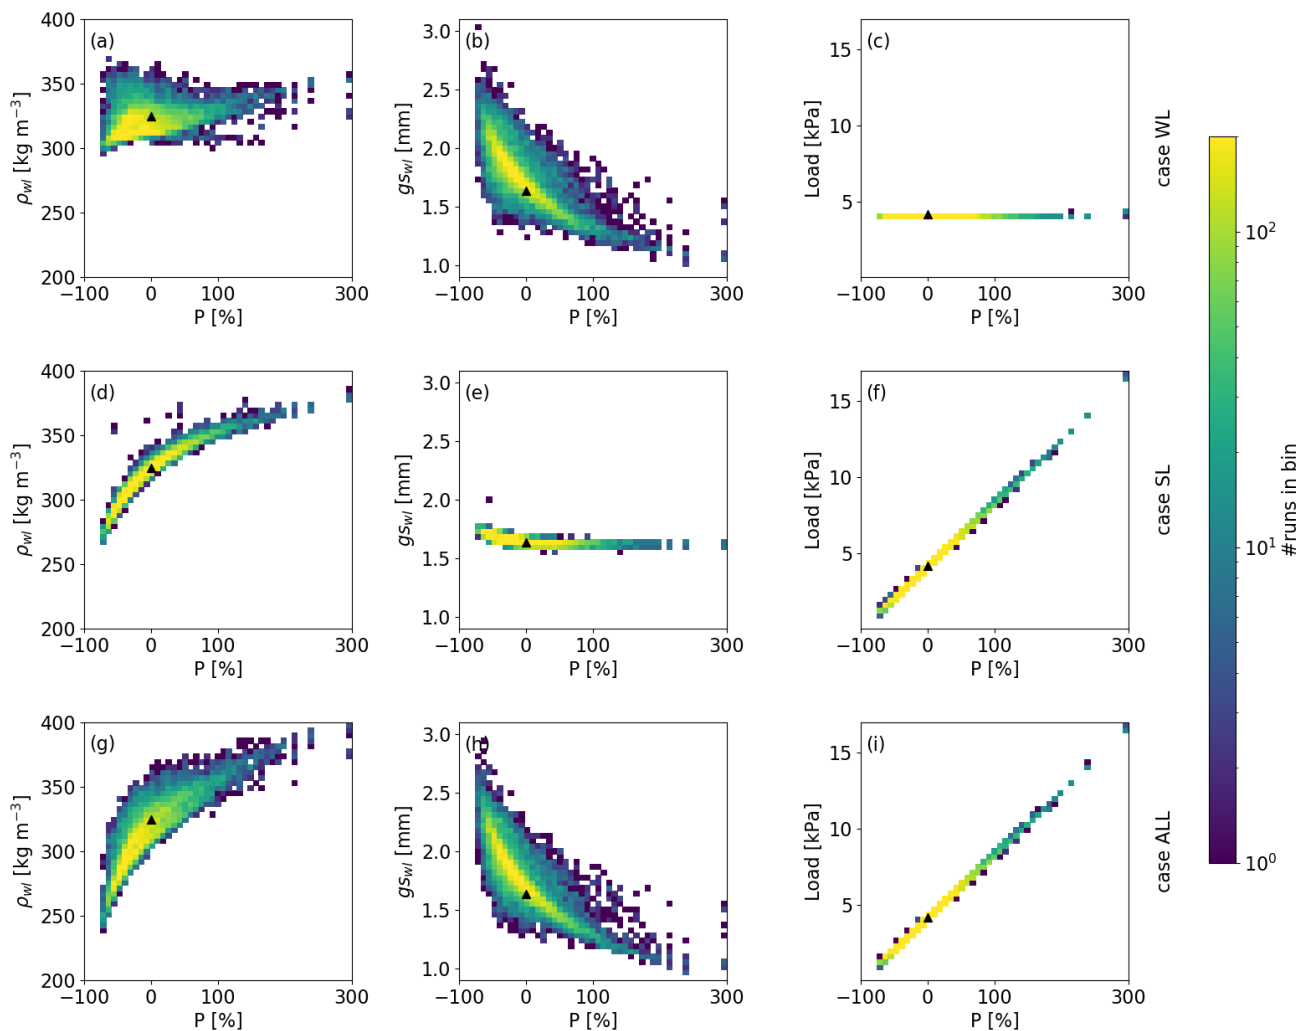 400
350
300
250
200
ρwl [kg m−3]
(a)
−100 0 100 300
P [%]
3.0
2.5
2.0
1.5
1.0
gswl [mm]
(b)
−100 0 100 300
P [%]
15
10
5
Load [kPa]
(c)
−100 0 100 300
P [%]
case WL
400
350
300
250
200
ρwl [kg m−3]
(d)
−100 0 100 300
P [%]
3.0
2.5
2.0
1.5
1.0
gswl [mm]
(e)
−100 0 100 300
P [%]
15
10
5
Load [kPa]
(f)
−100 0 100 300
P [%]
case SL
400
350
300
250
200
ρwl [kg m−3]
(g)
−100 0 100 300
P [%]
3.0
2.5
2.0
1.5
1.0
gswl [mm]
(h)
−100 0 100 300
P [%]
15
10
5
Load [kPa]
(i)
−100 0 100 300
P [%]
case ALL
10²
10¹
10⁰
#runs in bin